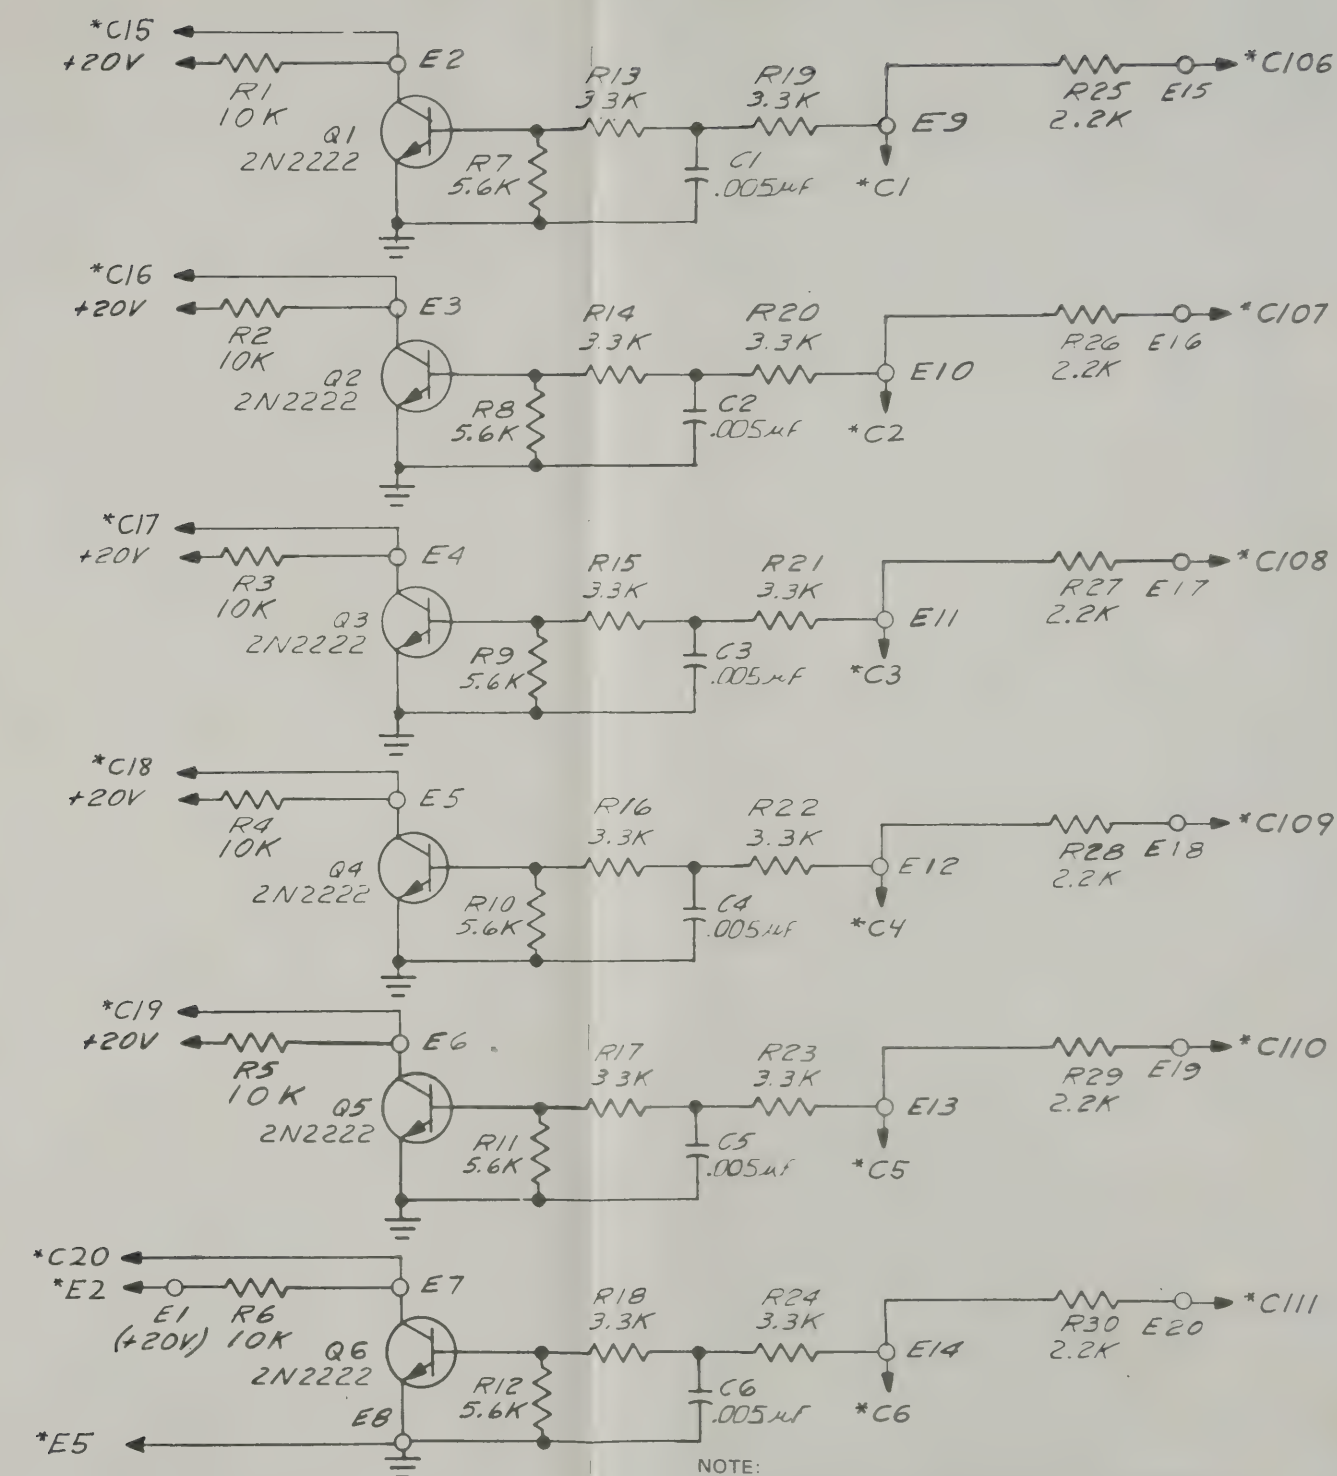 *C15
+20V
R1
10K
E2
Q1
2N2222
R7
5.6K
R13
3.3K
R19
3.3K
C1
.005μF
E9
*C1
R25
2.2K
E15
*C106
*C16
+20V
R2
10K
E3
Q2
2N2222
R8
5.6K
R14
3.3K
R20
3.3K
C2
.005μF
E10
*C2
R26
2.2K
E16
*C107
*C17
+20V
R3
10K
E4
Q3
2N2222
R9
5.6K
R15
3.3K
R21
3.3K
C3
.005μF
E11
*C3
R27
2.2K
E17
*C108
*C18
+20V
R4
10K
E5
Q4
2N2222
R10
5.6K
R16
3.3K
R22
3.3K
C4
.005μF
E12
*C4
R28
2.2K
E18
*C109
*C19
+20V
R5
10K
E6
Q5
2N2222
R11
5.6K
R17
3.3K
R23
3.3K
C5
.005μF
E13
*C5
R29
2.2K
E19
*C110
*C20
*E2
E1
(+20V)
R6
10K
E7
Q6
2N2222
E8
*E5
R12
5.6K
R18
3.3K
R24
3.3K
C6
.005μF
E14
*C6
R30
2.2K
E20
*C111
NOTE: